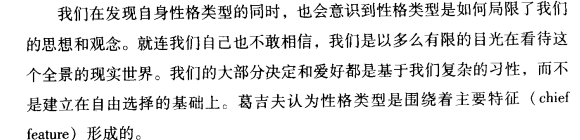 我们在发现自身性格类型的同时，也会意识到性格类型是如何局限了我们
的思想和观念。就连我们自己也不敢相信，我们是以多么有限的目光在看待这
个全景的现实世界。我们的大部分决定和爱好都是基于我们复杂的习性，而不
是建立在自由选择的基础上。葛吉夫认为性格类型是围绕着主要特征（chief
feature）形成的。